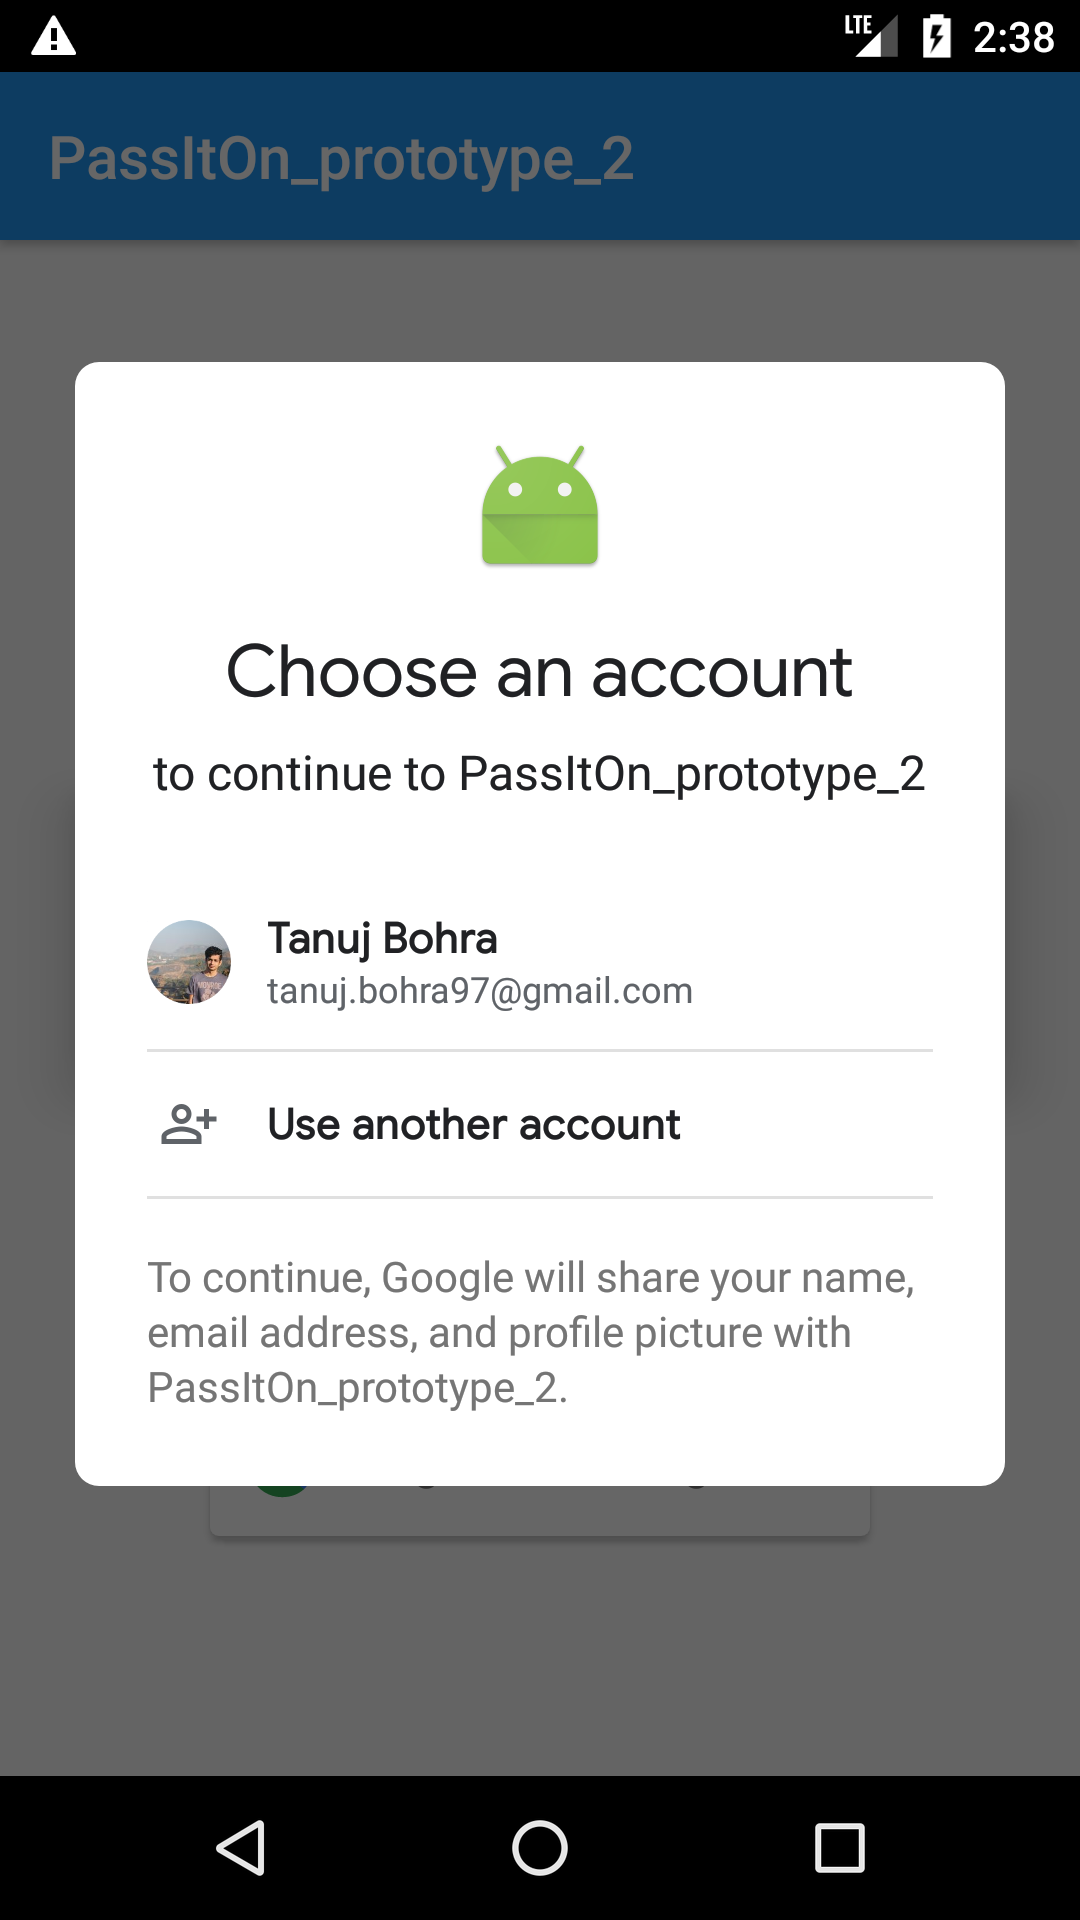 LTE 2:38
PassItOn_prototype_2
Choose an account
to continue to PassItOn_prototype_2
Tanuj Bohra
tanuj.bohra97@gmail.com
Use another account
To continue, Google will share your name,
email address, and profile picture with
PassItOn_prototype_2.